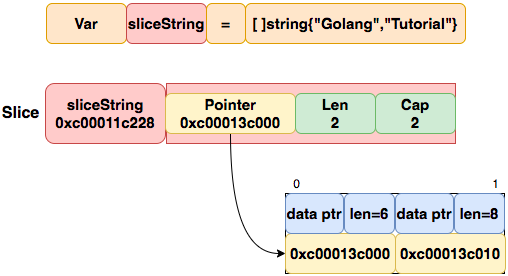 Var sliceString = [ ]string{"Golang","Tutorial"}
Slice
sliceString
0xc00011c228
Pointer
0xc00013c000
Len
2
Cap
2
0 1
data ptr len=6 data ptr len=8
0xc00013c000 0xc00013c010